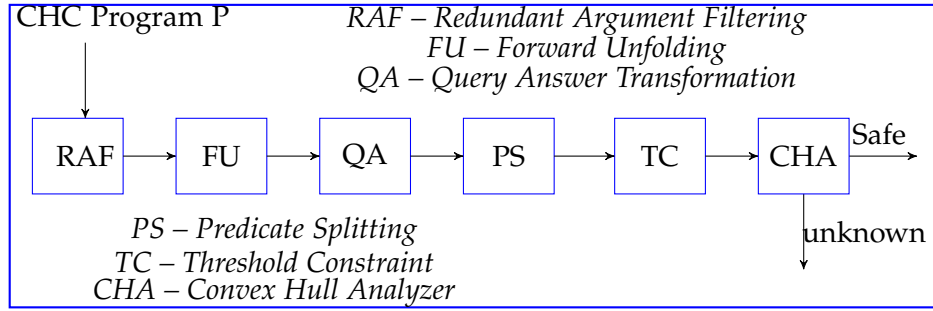 CHC Program P
RAF – Redundant Argument Filtering
FU – Forward Unfolding
QA – Query Answer Transformation
RAF
FU
QA
PS
TC
CHA
Safe
unknown
PS – Predicate Splitting
TC – Threshold Constraint
CHA – Convex Hull Analyzer